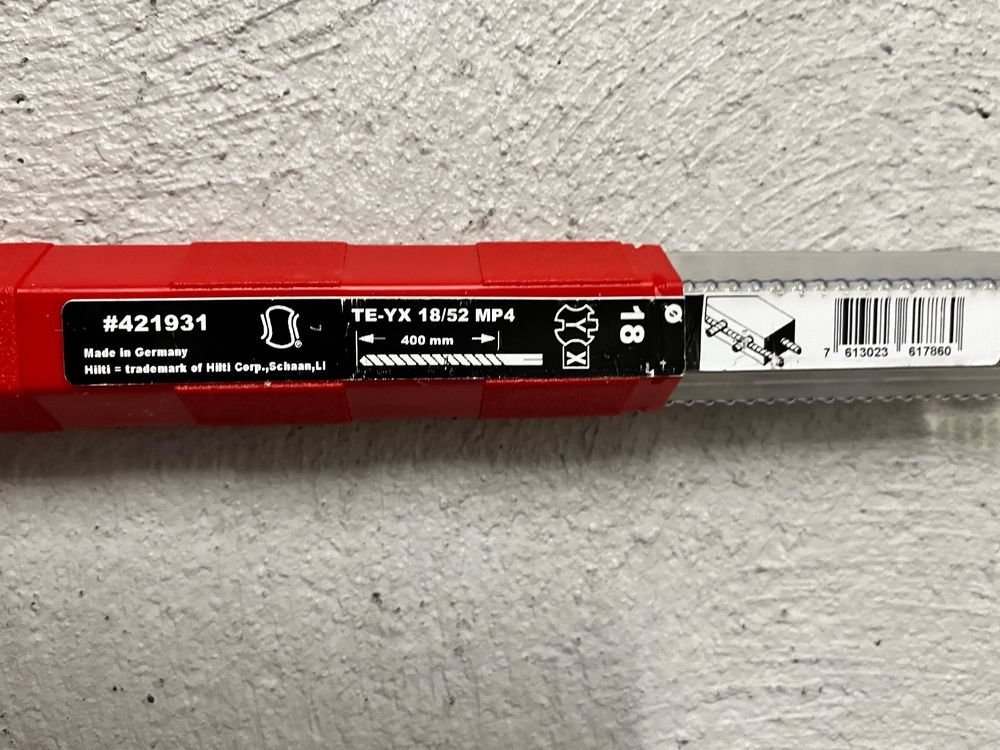 #421931
Made in Germany
Hilti = trademark of Hilti Corp.,Schaan,LI
®
TE-YX 18/52 MP4
400 mm
Y
X
18
Ø
7 613023 617860